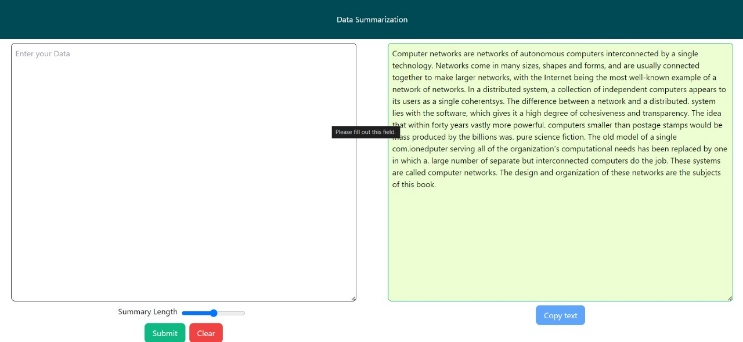 Data Summarization
Enter your Data
Computer networks are networks of autonomous computers interconnected by a single
technology. Networks come in many sizes, shapes and forms, and are usually connected
together to make larger networks, with the Internet being the most well-known example of a
network of networks. In a distributed system, a collection of independent computers appears to
its users as a single coherentsys. The difference between a network and a distributed. system
lies with the software, which gives it a high degree of cohesiveness and transparency. The idea
Please fill out this field.
that within forty years vastly more powerful. computers smaller than postage stamps would be
mass produced by the billions was. pure science fiction. The old model of a single
com.ionedputer serving all of the organization's computational needs has been replaced by one
in which a. large number of separate but interconnected computers do the job. These systems
are called computer networks. The design and organization of these networks are the subjects
of this book.
Summary Length
Copy text
Submit Clear